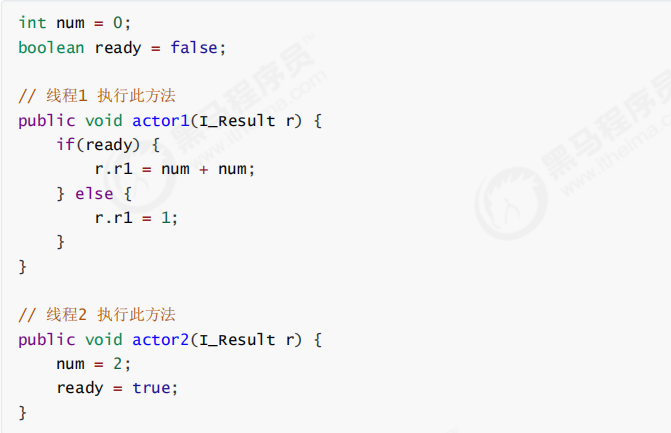 int num = 0;
boolean ready = false;
// 线程1 执行此方法
public void actor1(I_Result r) {
    if(ready) {
        r.r1 = num + num;
    } else {
        r.r1 = 1;
    }
}
// 线程2 执行此方法
public void actor2(I_Result r) {
    num = 2;
    ready = true;
}
黑马程序员™
www.itheima.com
黑马程序员
www.itheima.com